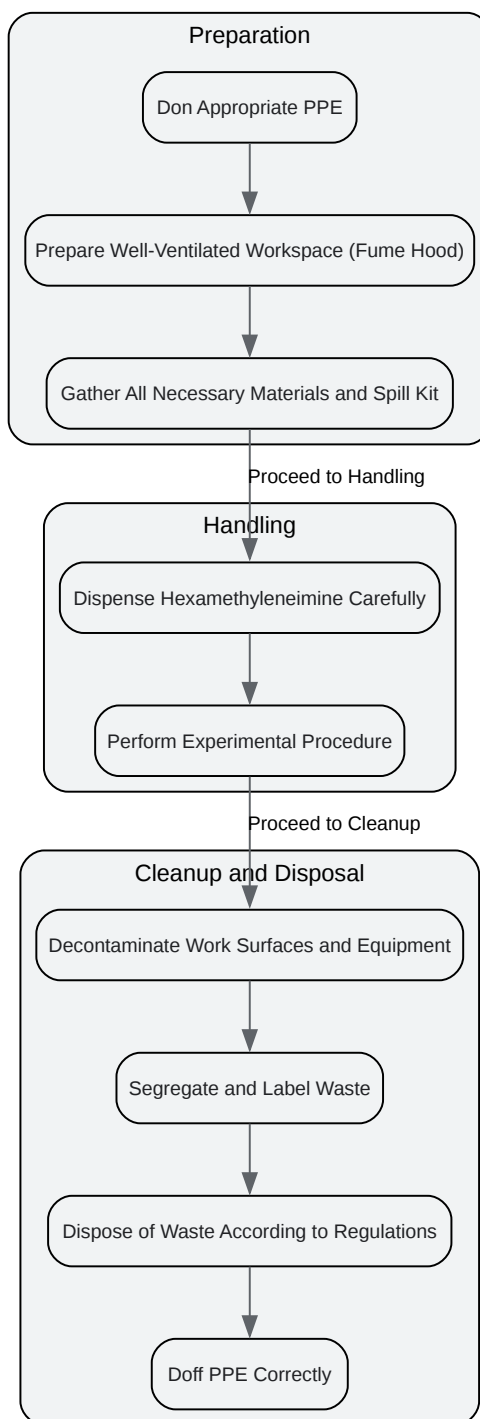 Preparation
Don Appropriate PPE
Prepare Well-Ventilated Workspace (Fume Hood)
Gather All Necessary Materials and Spill Kit
Proceed to Handling
Handling
Dispense Hexamethyleneimine Carefully
Perform Experimental Procedure
Proceed to Cleanup
Cleanup and Disposal
Decontaminate Work Surfaces and Equipment
Segregate and Label Waste
Dispose of Waste According to Regulations
Doff PPE Correctly